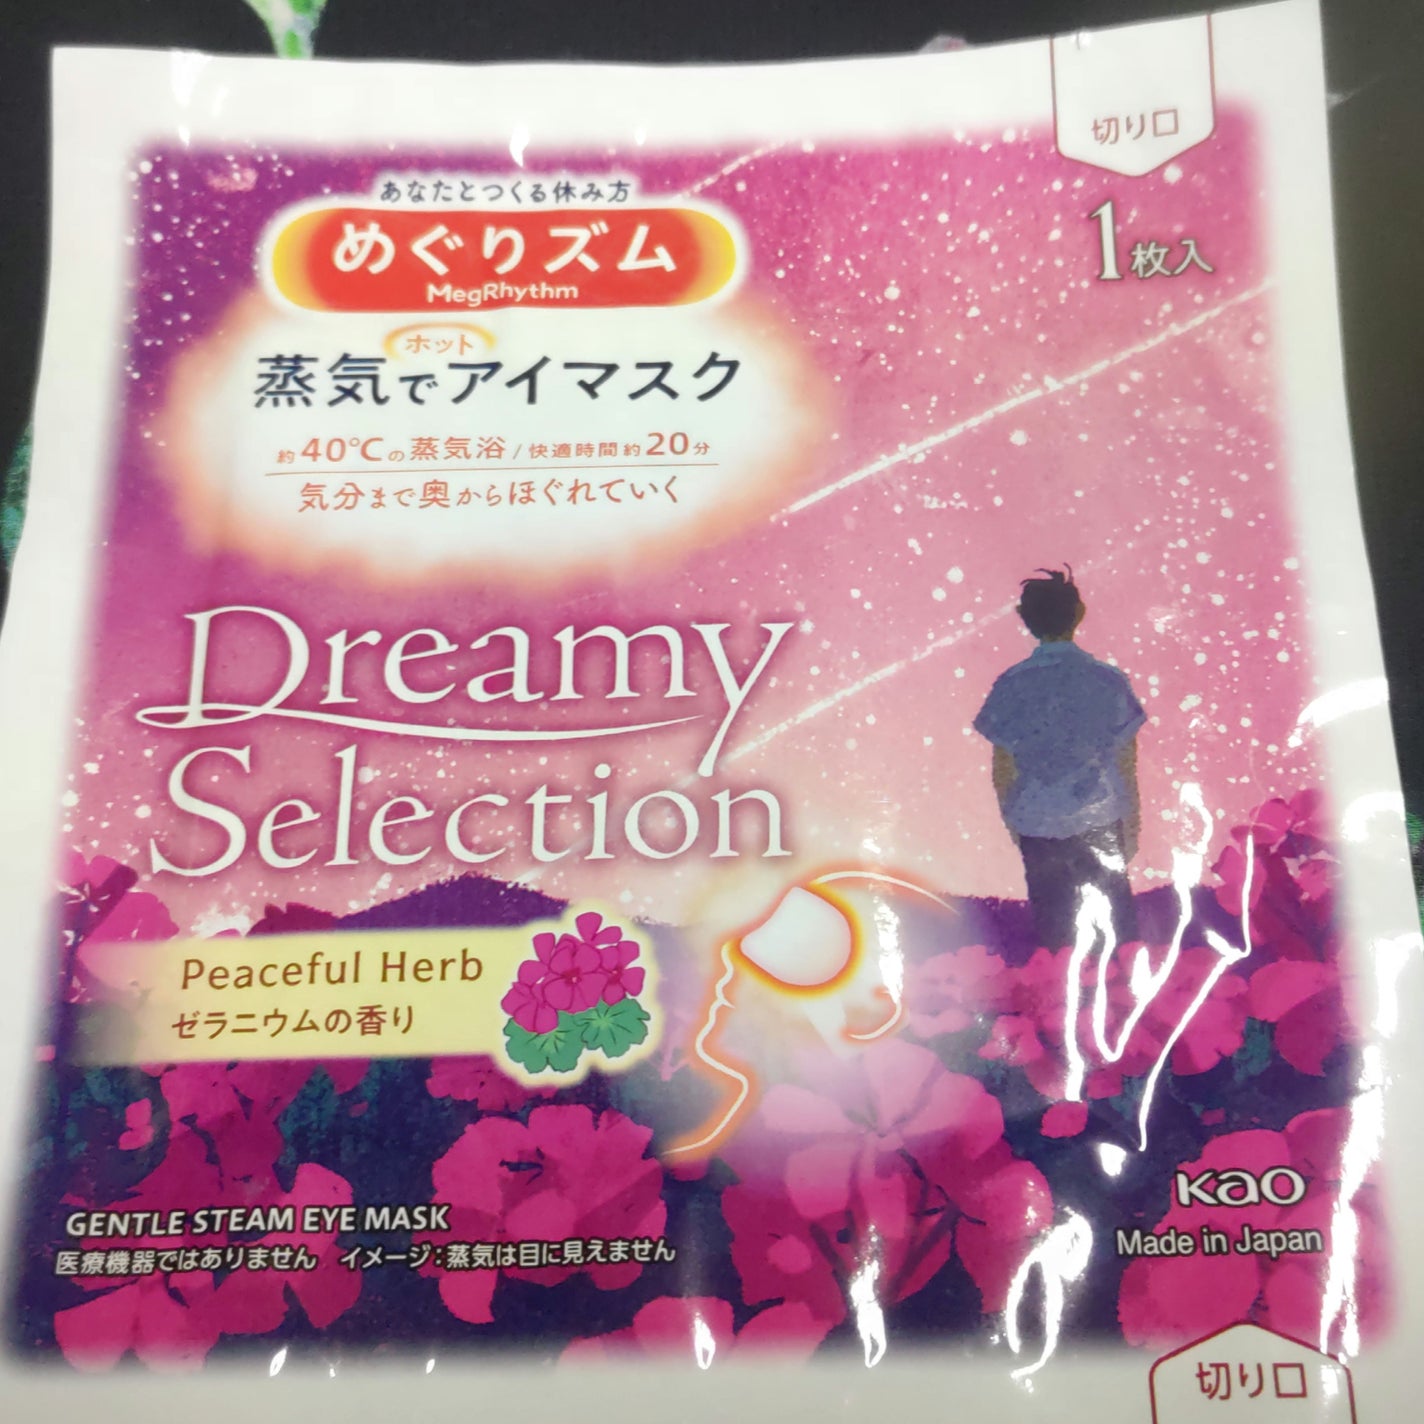 切り口
1枚入
あなたとつくる休み方
めぐりズム
MegRhythm
ホット
蒸気でアイマスク
約40℃の蒸気浴/快適時間約20分
気分まで奥からほぐれていく
Dreamy
Selection
Peaceful Herb
ゼラニウムの香り
Kao
Made in Japan
GENTLE STEAM EYE MASK
医療機器ではありません イメージ:蒸気は目に見えません
切り口